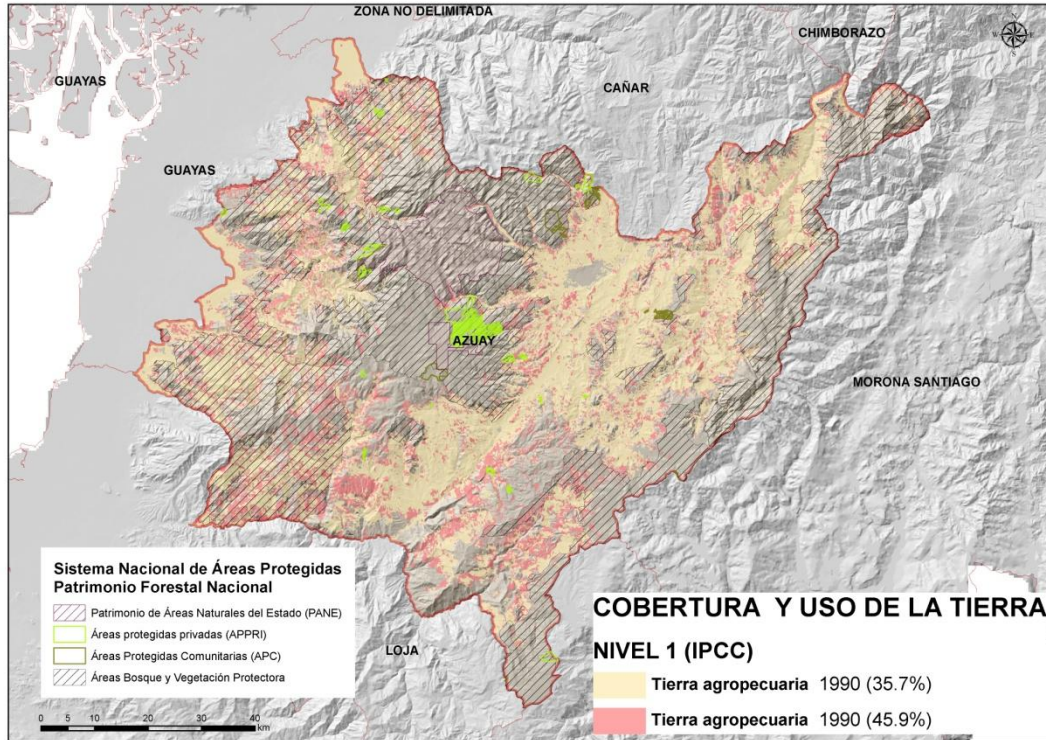 ZONA NO DELIMITADA
CHIMBORAZO
GUAYAS
CAÑAR
GUAYAS
AZUAY
MORONA SANTIAGO
LOJA
Sistema Nacional de Áreas Protegidas
Patrimonio Forestal Nacional
Patrimonio de Áreas Naturales del Estado (PANE)
Áreas protegidas privadas (APPRI)
Áreas Protegidas Comunitarias (APC)
Áreas Bosque y Vegetación Protectora
0 5 10 20 30 40
km
COBERTURA Y USO DE LA TIERRA
NIVEL 1 (IPCC)
Tierra agropecuaria 1990 (35.7%)
Tierra agropecuaria 1990 (45.9%)